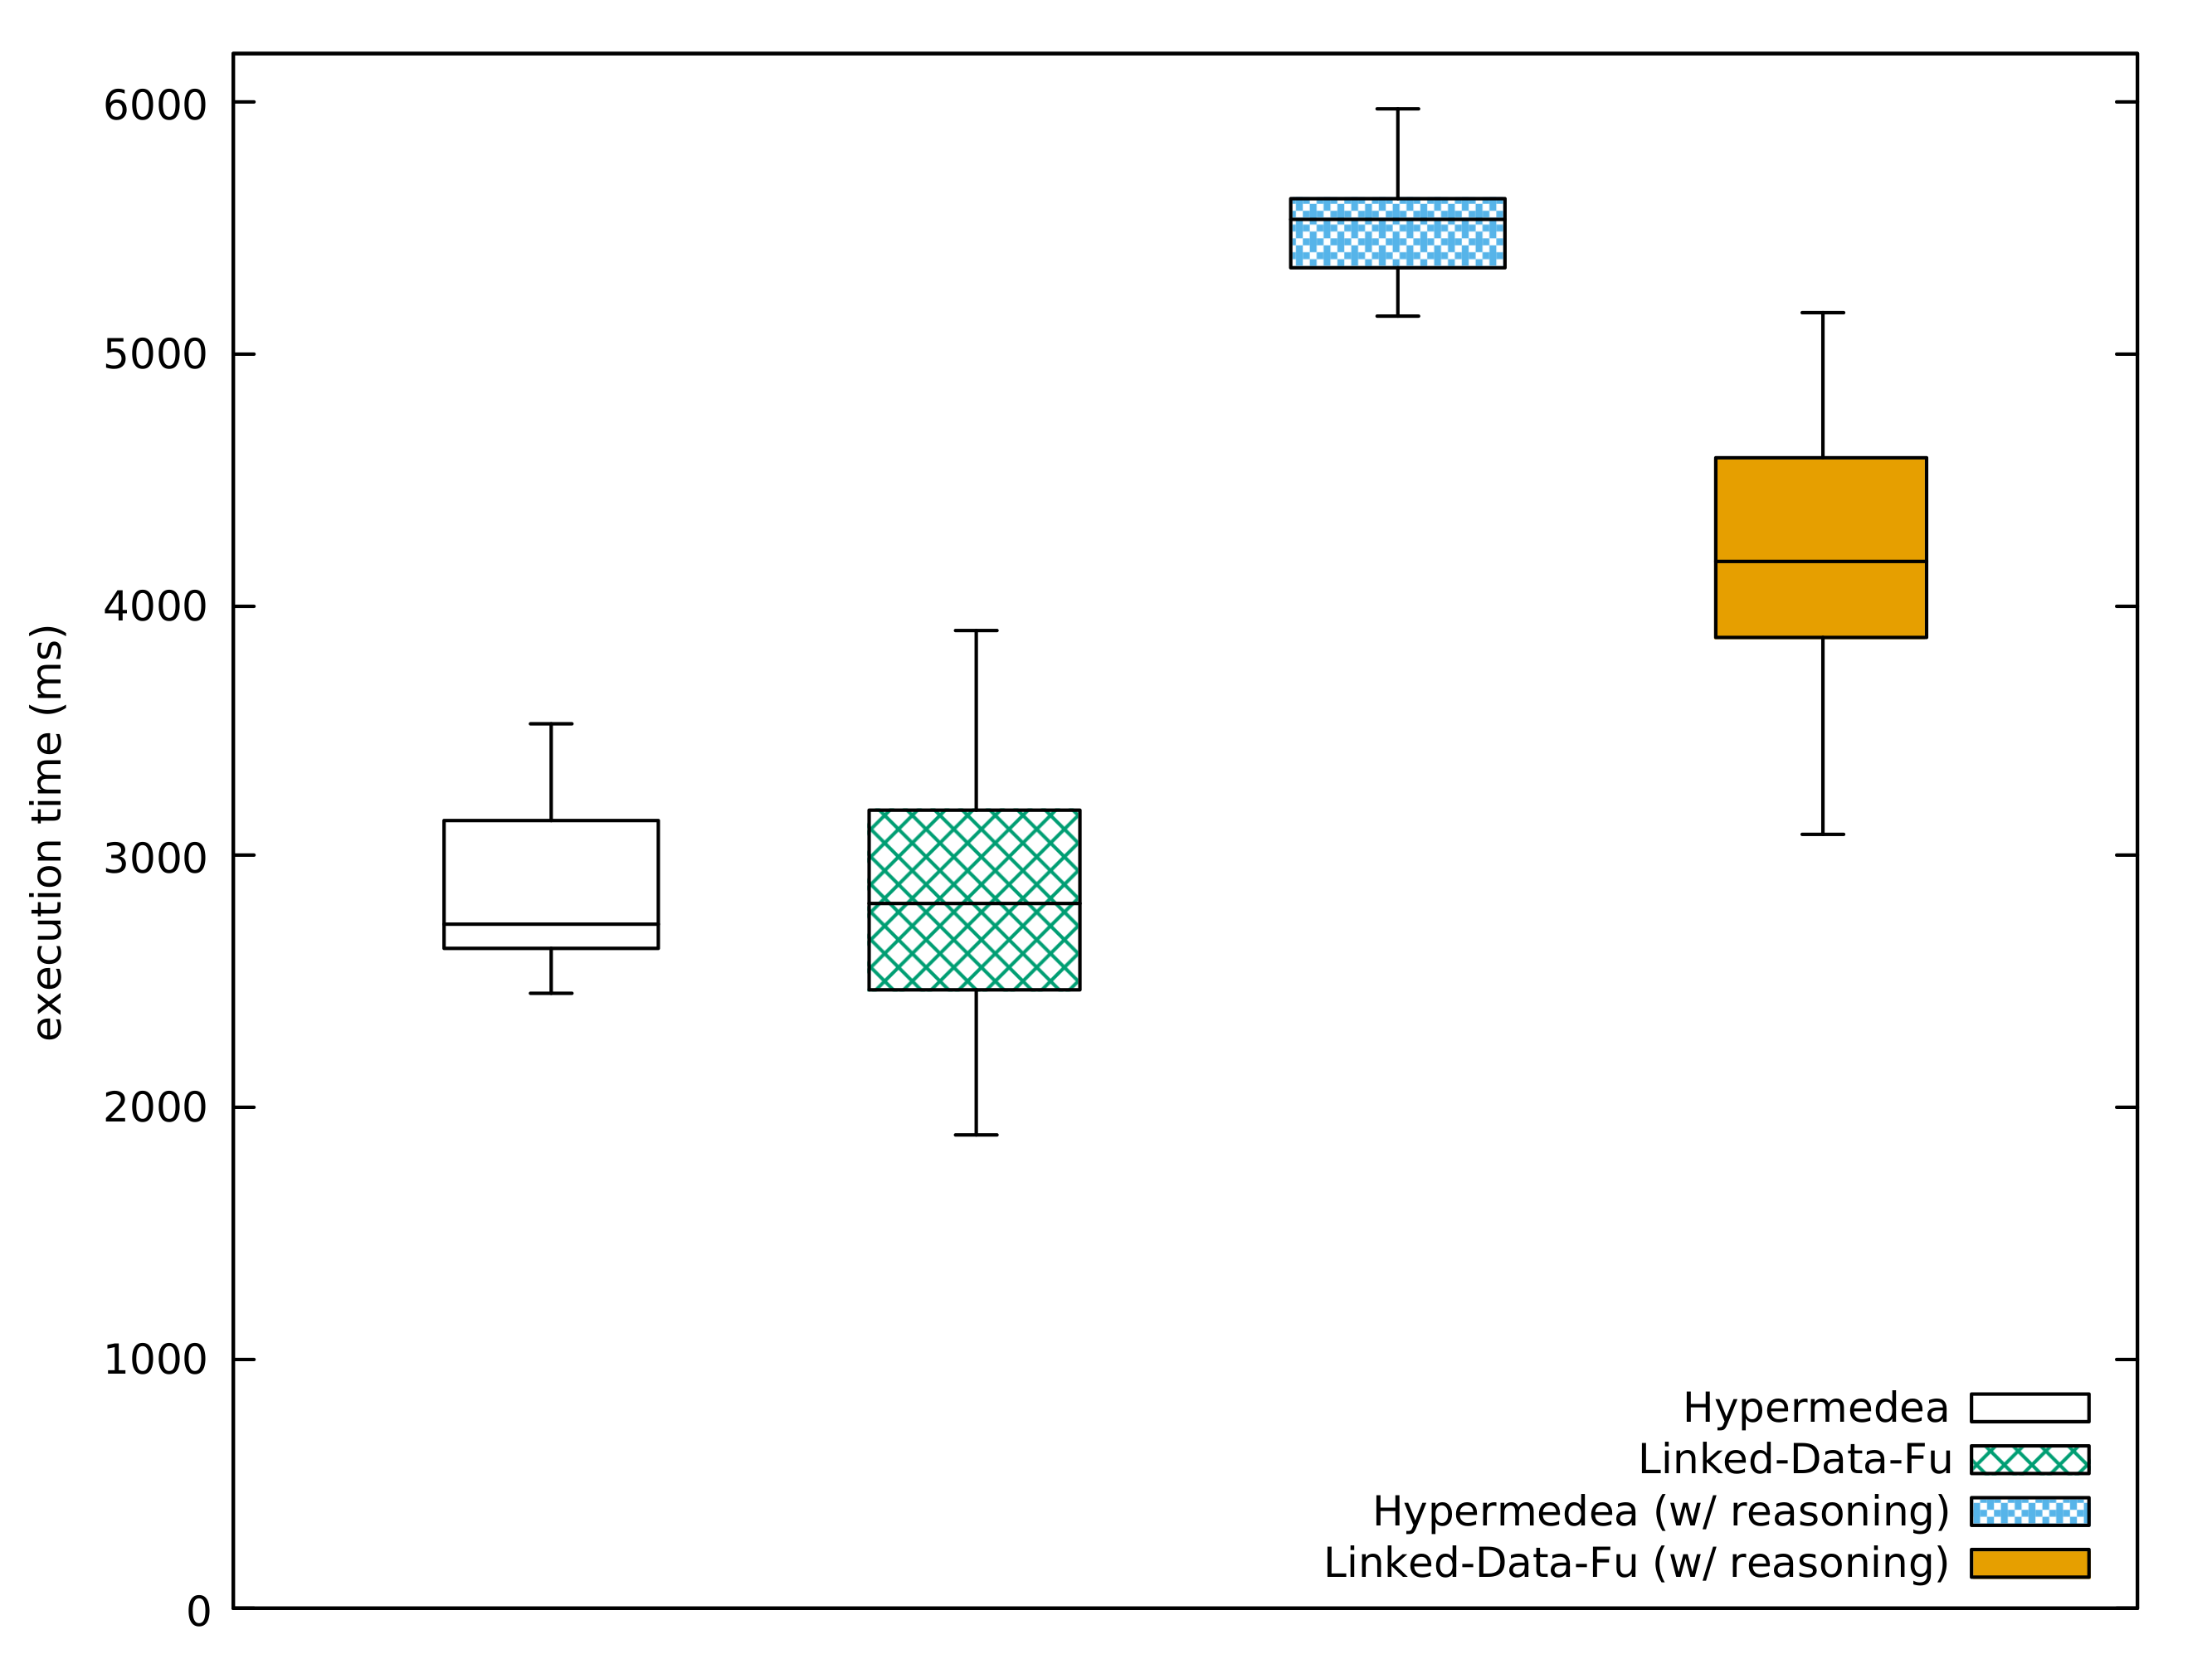 6000
5000
4000
3000
2000
1000
0
execution time (ms)
Hypermedea
Linked-Data-Fu
Hypermedea (w/ reasoning)
Linked-Data-Fu (w/ reasoning)